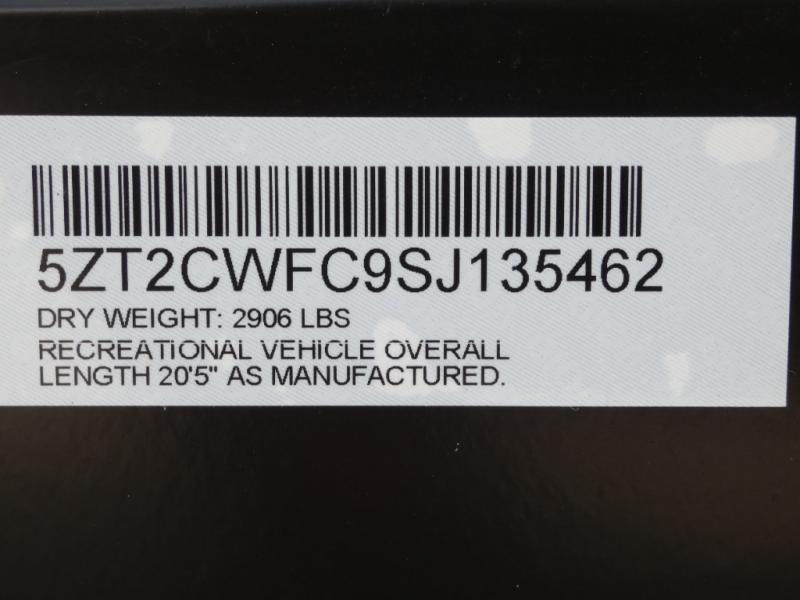 5ZT2CWFC9SJ135462
DRY WEIGHT: 2906 LBS
RECREATIONAL VEHICLE OVERALL
LENGTH 20'5" AS MANUFACTURED.